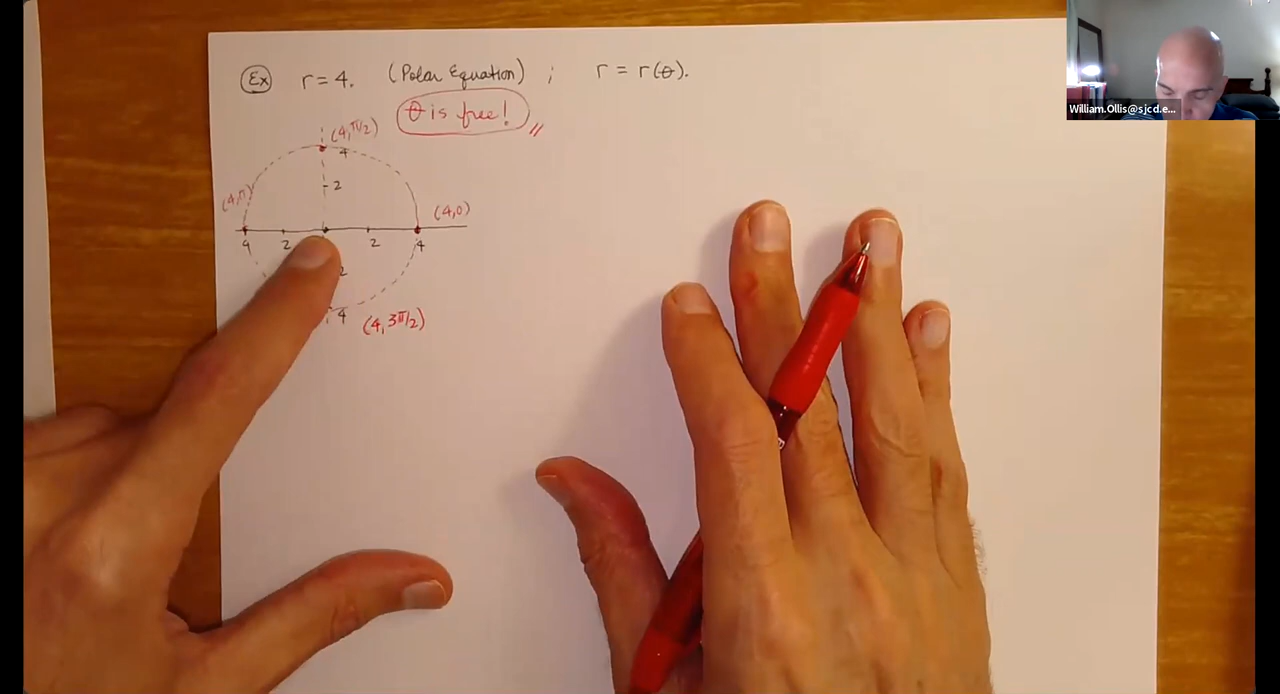 Ex r = 4. (Polar Equation) ; r = r(θ).
θ is free!
(4, π/2)
4
(4, π)
2
(4, 0)
4 2 2 4
2
4 (4, 3π/2)
William.Ollis@sjcd.e...